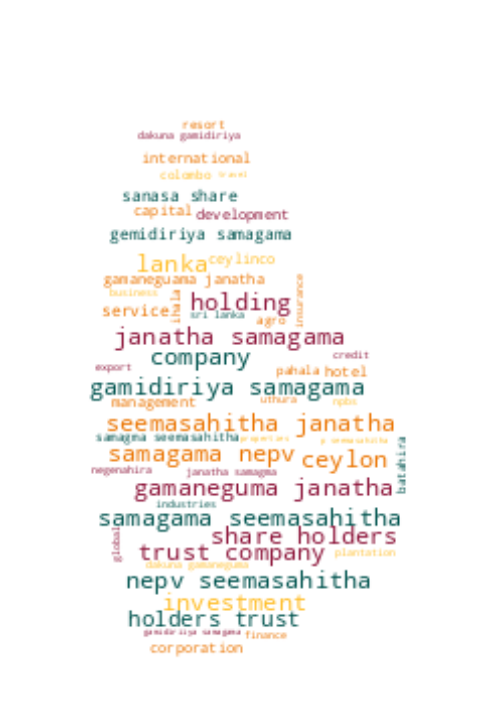 resort
dakuna gamidiriya
international
colombo travel
sanasa share
capital development
gemidiriya samagama
lanka ceylinco
gamaneguama janatha
business
ihala
holding
insurance
service
sri lanka
agro
janatha samagama
company
credit
export
pahala hotel
gamidiriya samagama
management
uthura
npbs
seemasahitha janatha
samagma seemasahitha
properties
p seemasahitha
batahira
samagama nepv
ceylon
negenahira
janatha samagma
gamaneguma janatha
industries
samagama seemasahitha
global
share holders
trust company
plantation
dakuna gamaneguma
nepv seemasahitha
investment
holders trust
gamidiriya samagama
finance
corporation